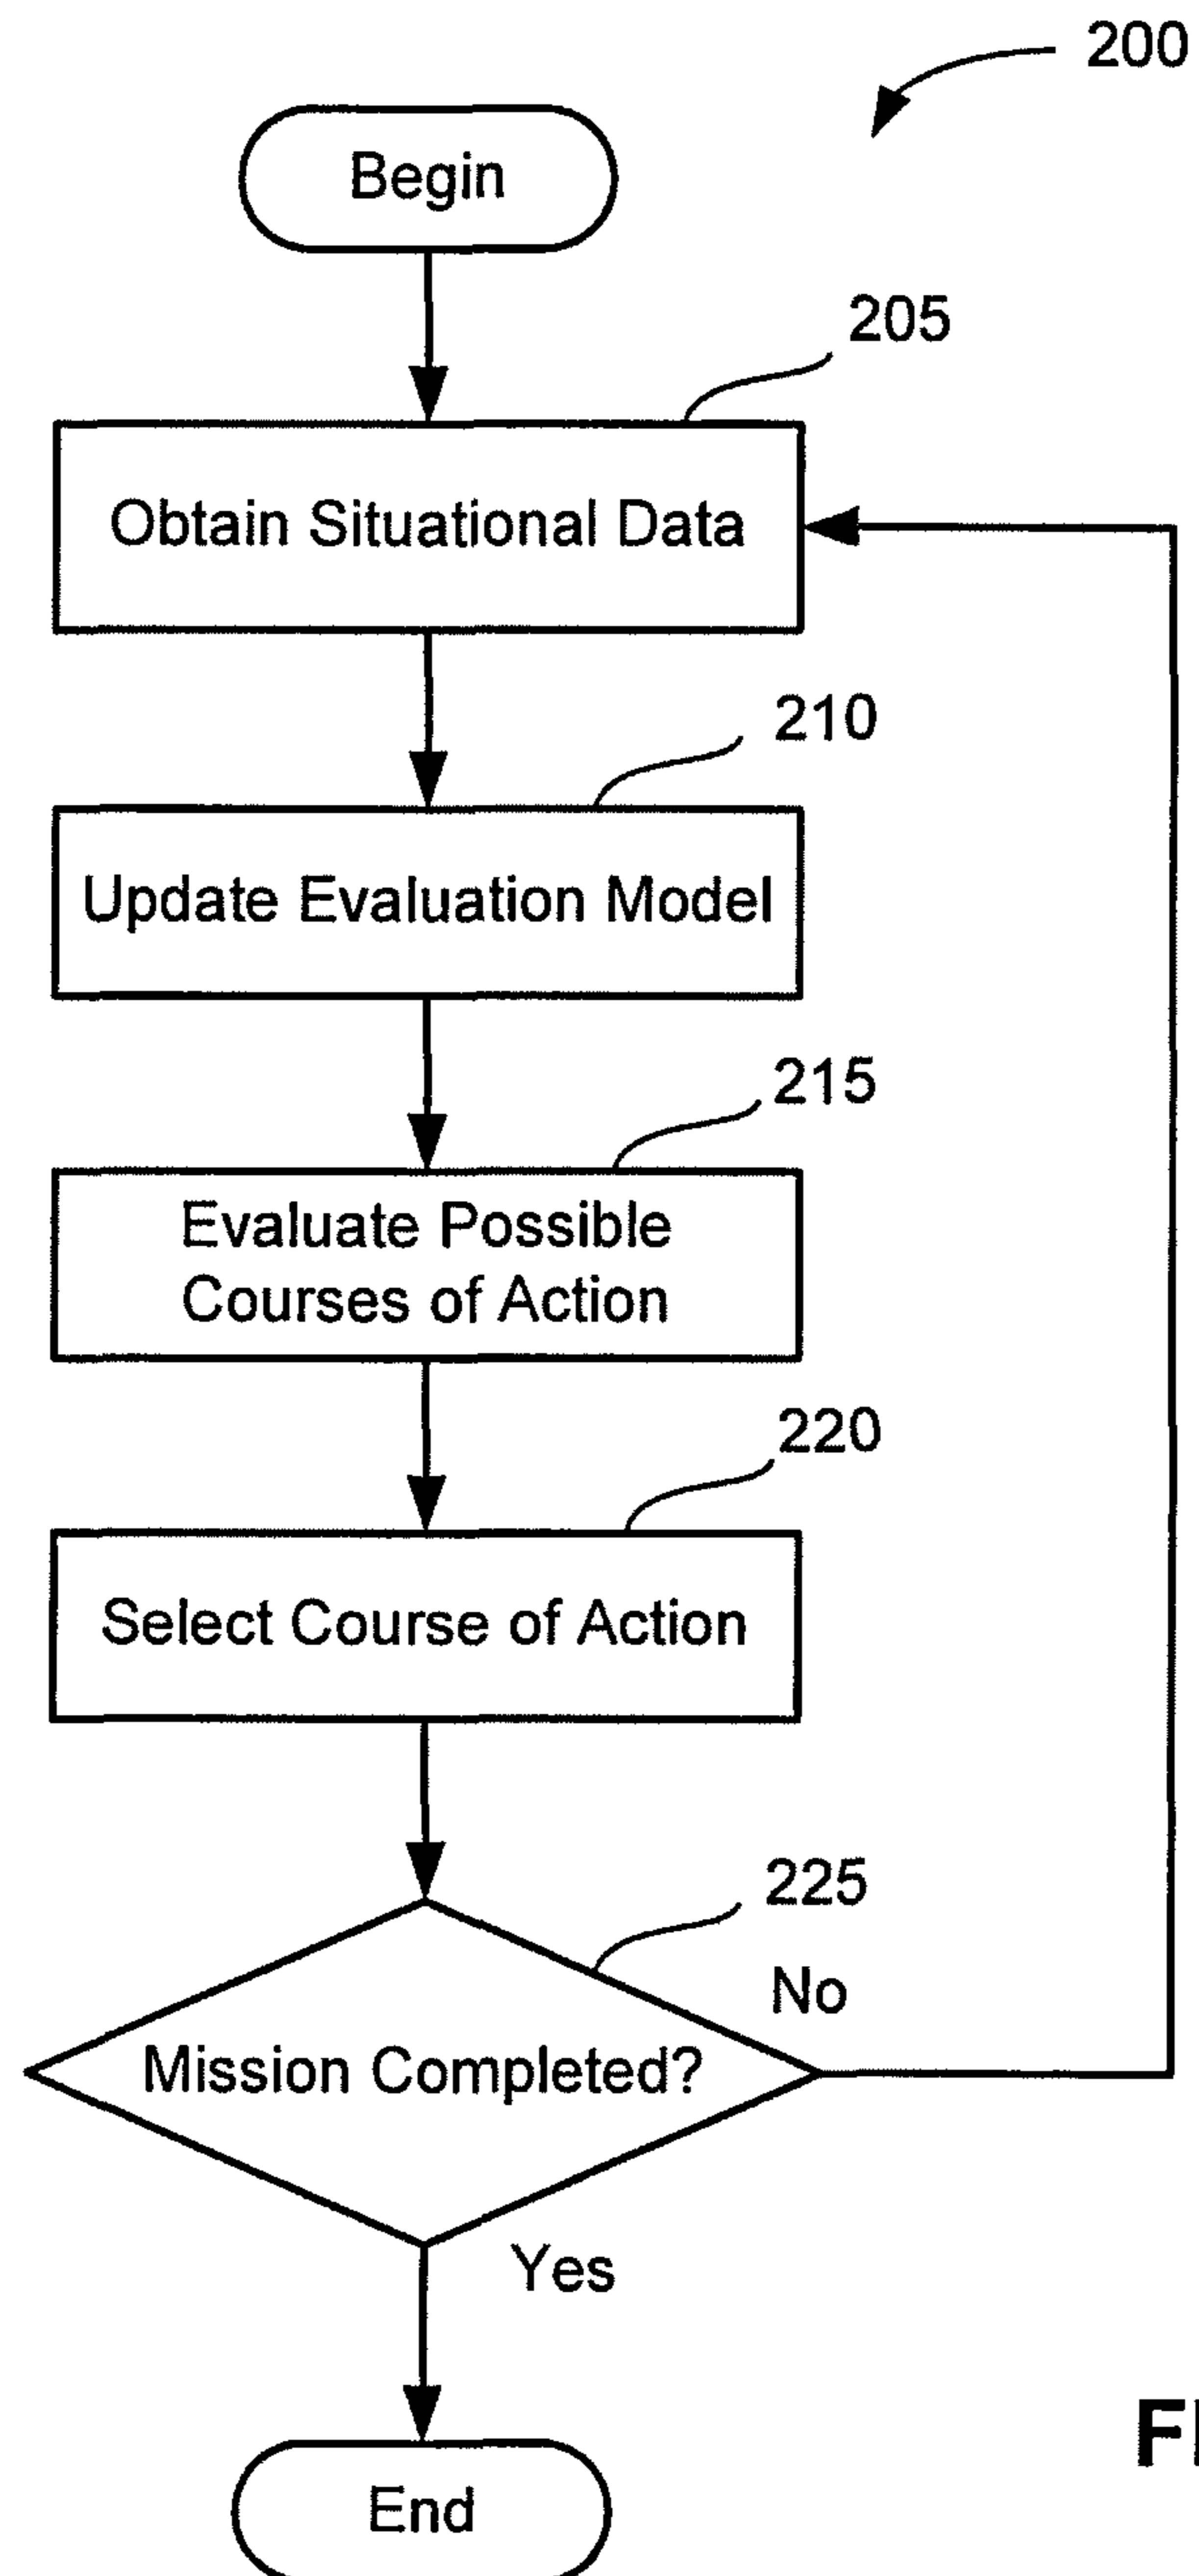 200
Begin
205
Obtain Situational Data
210
Update Evaluation Model
215
Evaluate Possible
Courses of Action
220
Select Course of Action
225
No
Mission Completed?
Yes
End